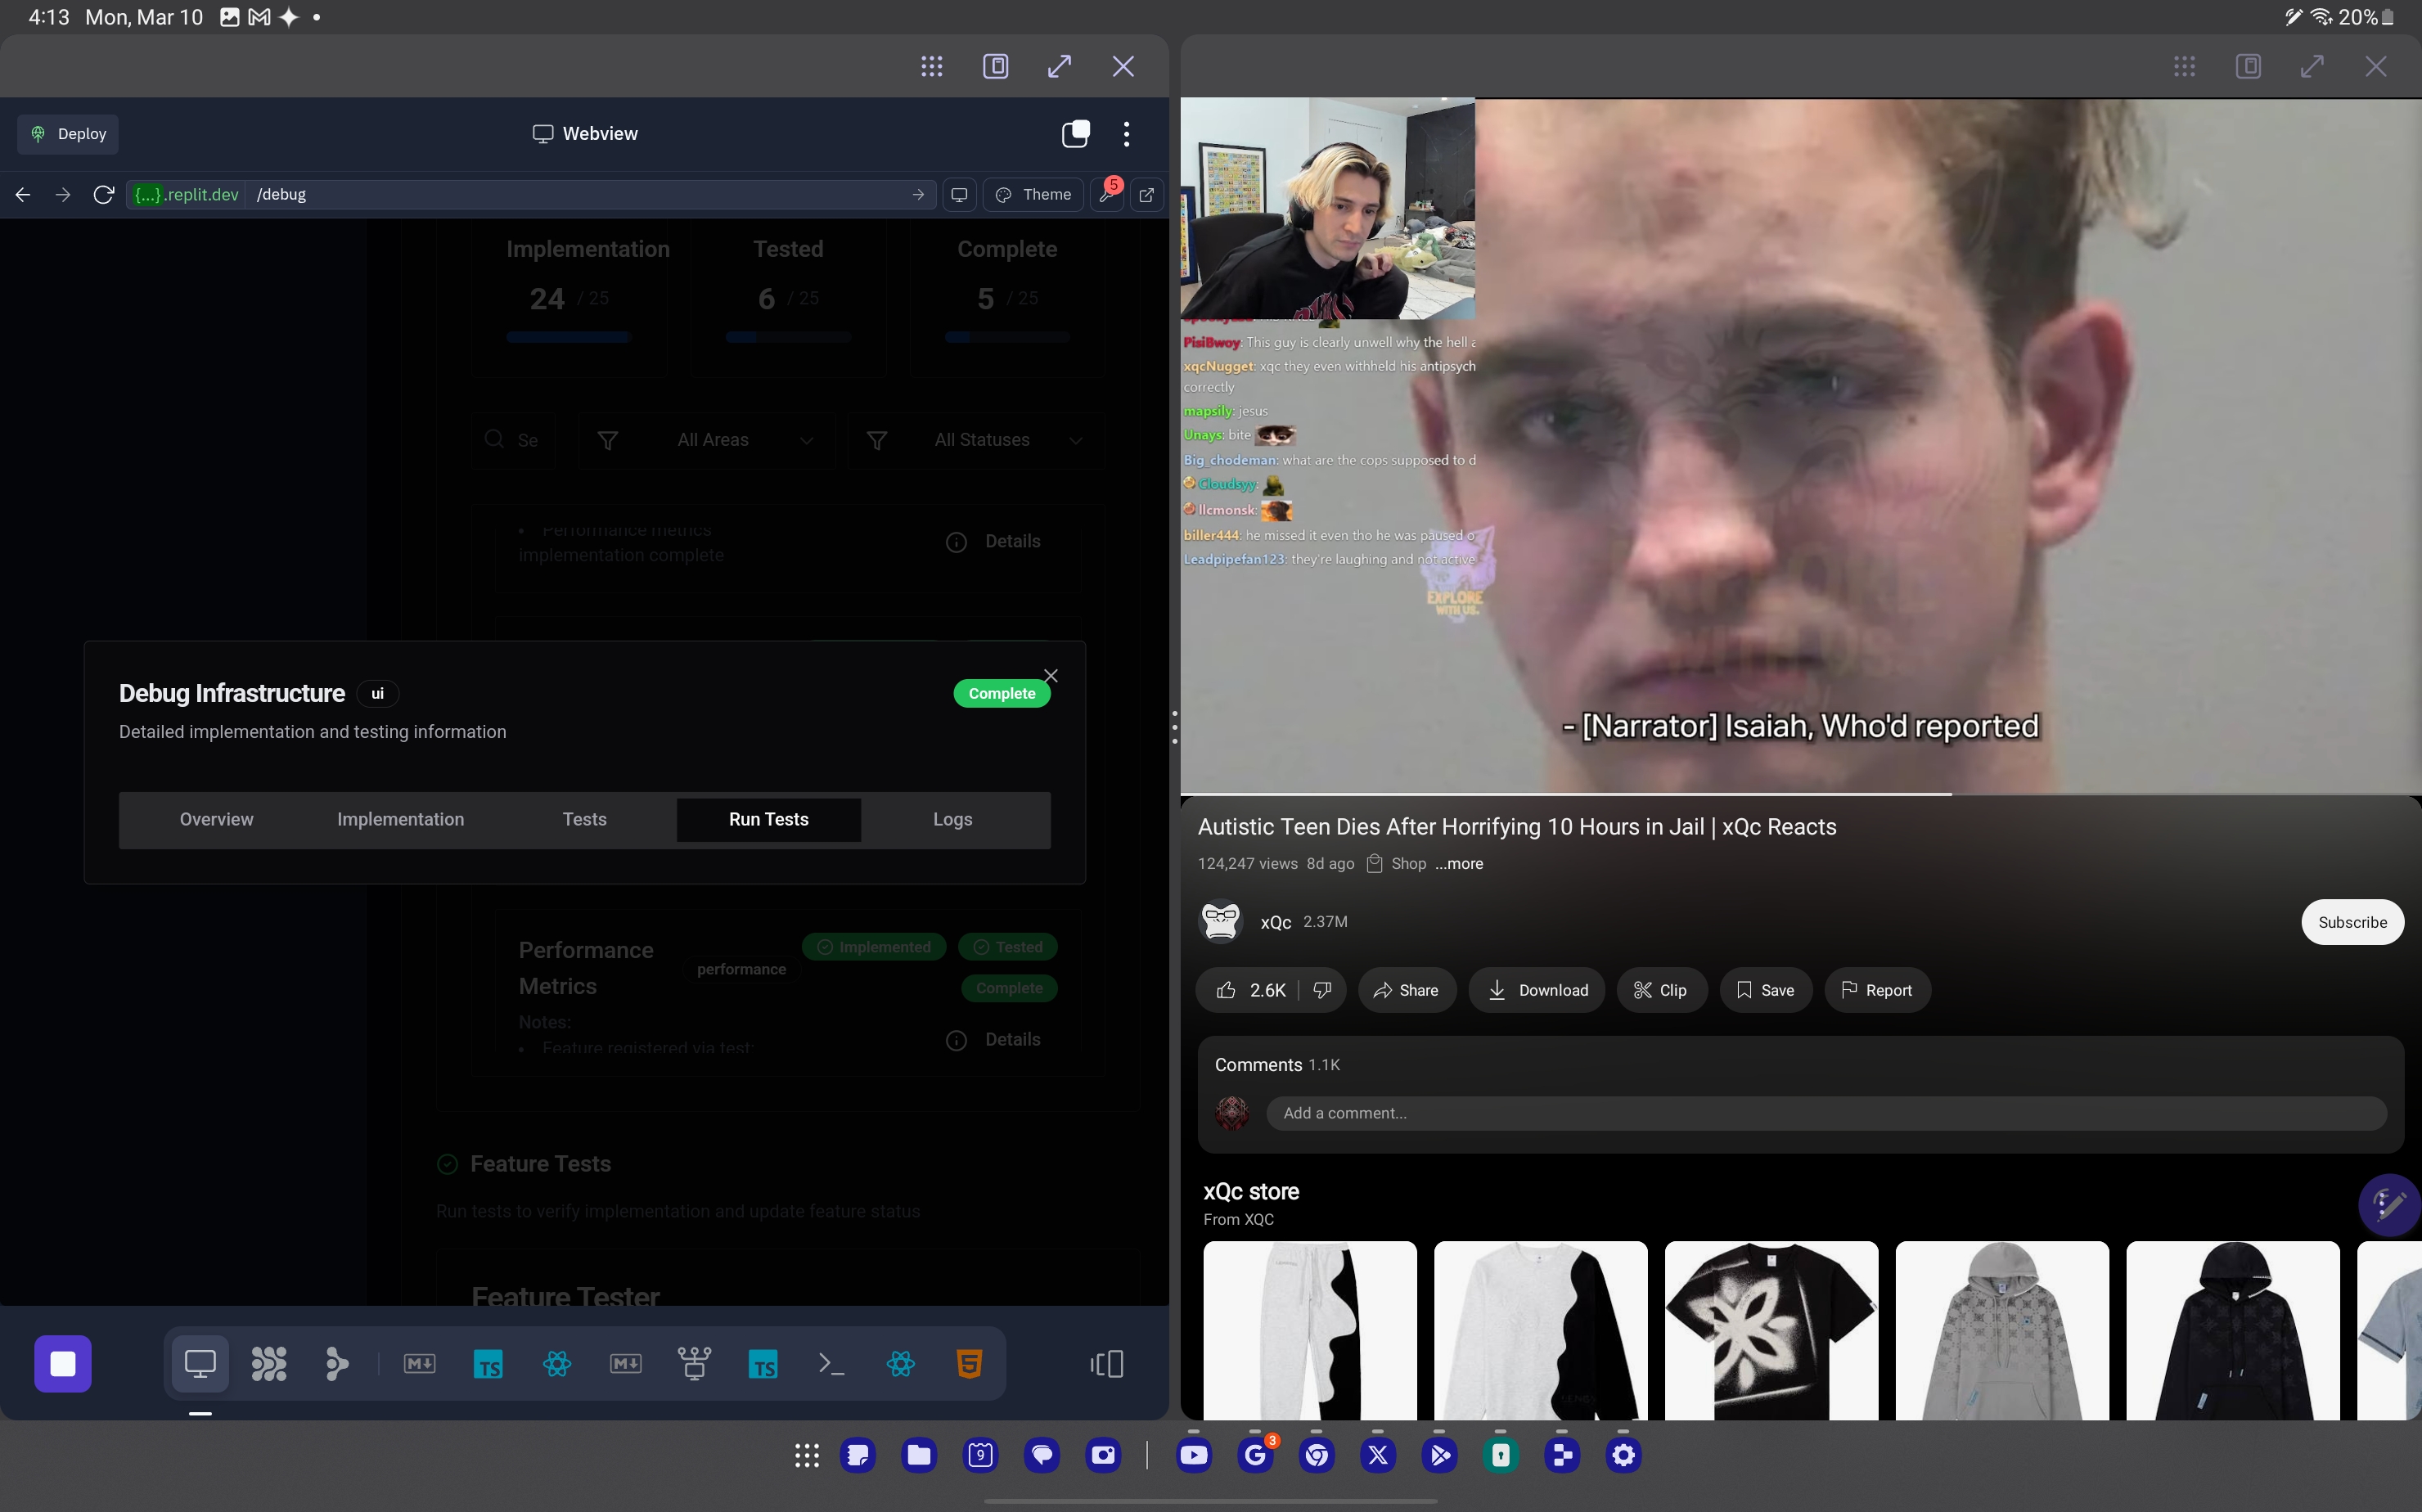 4:13 Mon, Mar 10
20%
Deploy
Webview
{...}.replit.dev /debug
Theme
5
Implementation
24 / 25
Tested
6 / 25
Complete
5 / 25
Se
All Areas
All Statuses
• Performance metrics
implementation complete
Details
Debug Infrastructure ui
Complete
Detailed implementation and testing information
Overview Implementation Tests Run Tests Logs
Performance
Metrics
performance
Implemented
Tested
Complete
Notes:
• Feature registered via test:
Details
Feature Tests
Run tests to verify implementation and update feature status
Feature Tester
M
TS
M
TS
5
PisiBwoy: This guy is clearly unwell why the hell
xqcNugget: xqc they even withheld his antipsych
correctly
mapsily: jesus
Unays: bite
Big_chodeman: what are the cops supposed to d
Cloudsyy:
llcmonsk:
biller444: he missed it even tho he was paused o
Leadpipefan123: they're laughing and not active
EXPLORE
WITH US.
- [Narrator] Isaiah, Who'd reported
Autistic Teen Dies After Horrifying 10 Hours in Jail | xQc Reacts
124,247 views 8d ago Shop ...more
xQc 2.37M
Subscribe
2.6K
Share
Download
Clip
Save
Report
Comments 1.1K
Add a comment...
xQc store
From XQC
9
G
3
X